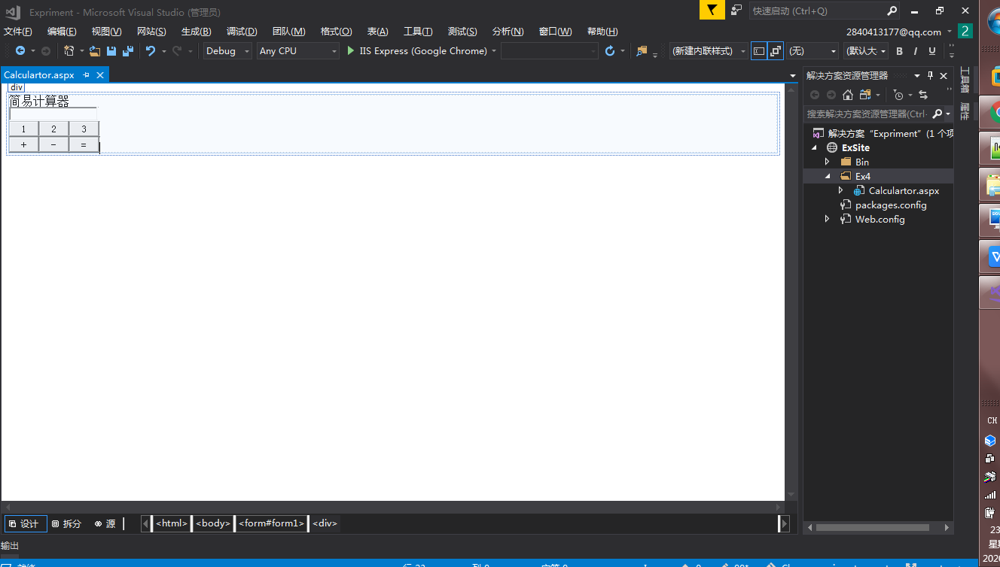 Expriment - Microsoft Visual Studio (管理员)
快速启动 (Ctrl+Q)
文件(F) 编辑(E) 视图(V) 网站(S) 生成(B) 调试(D) 团队(M) 格式(O) 表(A) 工具(T) 测试(S) 分析(N) 窗口(W) 帮助(H)
2840413177@qq.com 2
Debug Any CPU IIS Express (Google Chrome) (新建内联样式) (无) (默认大 B I U
Calculartor.aspx
div
简易计算器
1 2 3
+ - =
解决方案资源管理器
搜索解决方案资源管理器(Ctrl
解决方案 “Expriment” (1 个项
ExSite
Bin
Ex4
Calculartor.aspx
packages.config
Web.config
工具箱
属性
设计 拆分 源 <html> <body> <form#form1> <div>
输出
CH
23